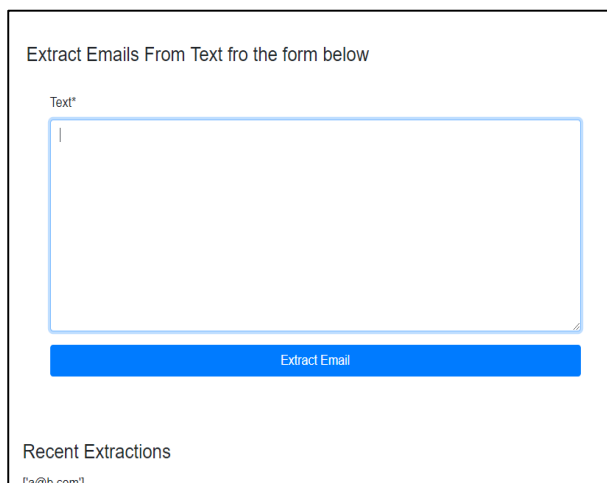 Extract Emails From Text fro the form below
Text*
Extract Email
Recent Extractions
['a@b.com']